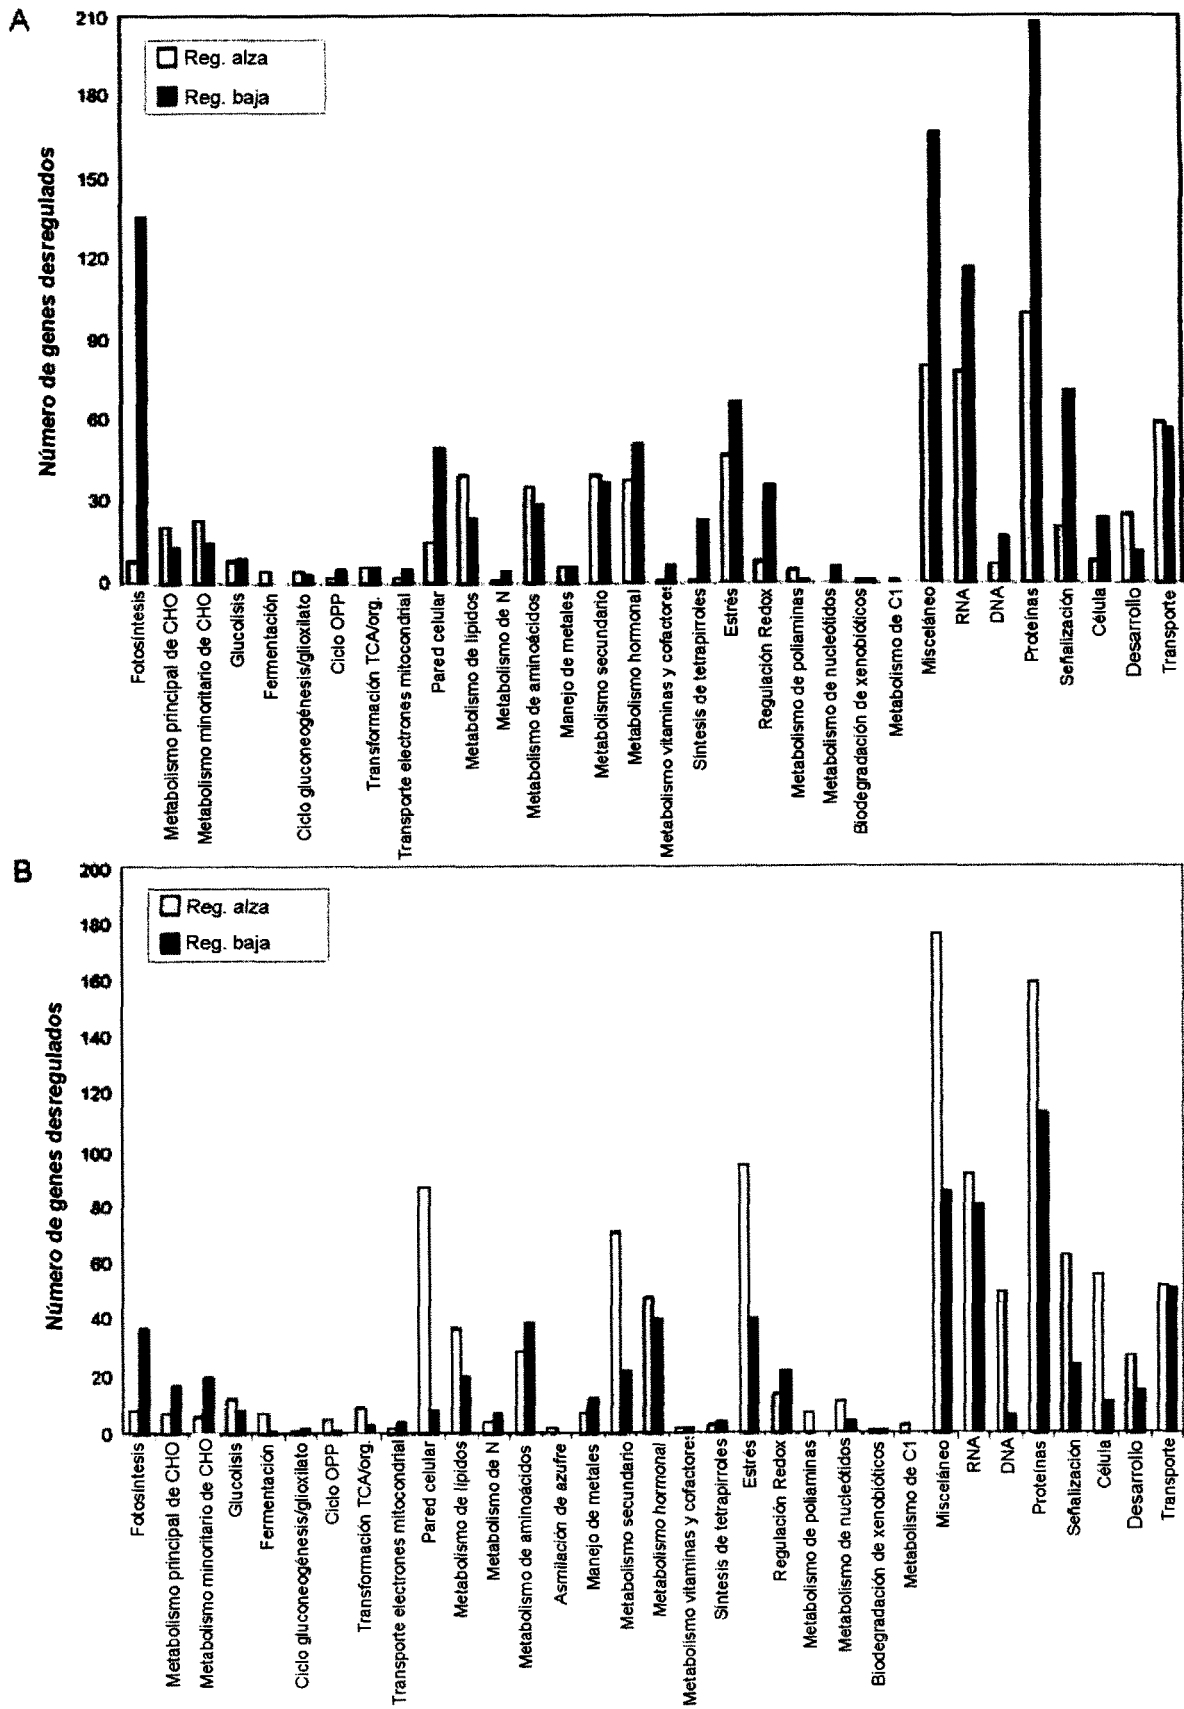 A
210
180
150
120
90
60
30
0
Número de genes desregulados
Reg. alza
Reg. baja
Fotosíntesis
Metabolismo principal de CHO
Metabolismo minoritario de CHO
Glucolisis
Fermentación
Ciclo gluconeogénesis/glioxilato
Ciclo OPP
Transformación TCA/org.
Transporte electrones mitocondrial
Pared celular
Metabolismo de lípidos
Metabolismo de N
Metabolismo de aminoácidos
Manejo de metales
Metabolismo secundario
Metabolismo hormonal
Metabolismo vitaminas y cofactores
Síntesis de tetrapirroles
Estrés
Regulación Redox
Metabolismo de poliaminas
Metabolismo de nucleótidos
Biodegradación de xenobióticos
Metabolismo de C1
Misceláneo
RNA
DNA
Proteínas
Señalización
Célula
Desarrollo
Transporte
B
200
180
160
140
120
100
80
60
40
20
0
Número de genes desregulados
Reg. alza
Reg. baja
Fotosíntesis
Metabolismo principal de CHO
Metabolismo minoritario de CHO
Glucolisis
Fermentación
Ciclo gluconeogénesis/glioxilato
Ciclo OPP
Transformación TCA/org.
Transporte electrones mitocondrial
Pared celular
Metabolismo de lípidos
Metabolismo de N
Metabolismo de aminoácidos
Asmilación de azufre
Manejo de metales
Metabolismo secundario
Metabolismo hormonal
Metabolismo vitaminas y cofactores
Síntesis de tetrapirroles
Estrés
Regulación Redox
Metabolismo de poliaminas
Metabolismo de nucleótidos
Biodegradación de xenobióticos
Metabolismo de C1
Misceláneo
RNA
DNA
Proteínas
Señalización
Célula
Desarrollo
Transporte